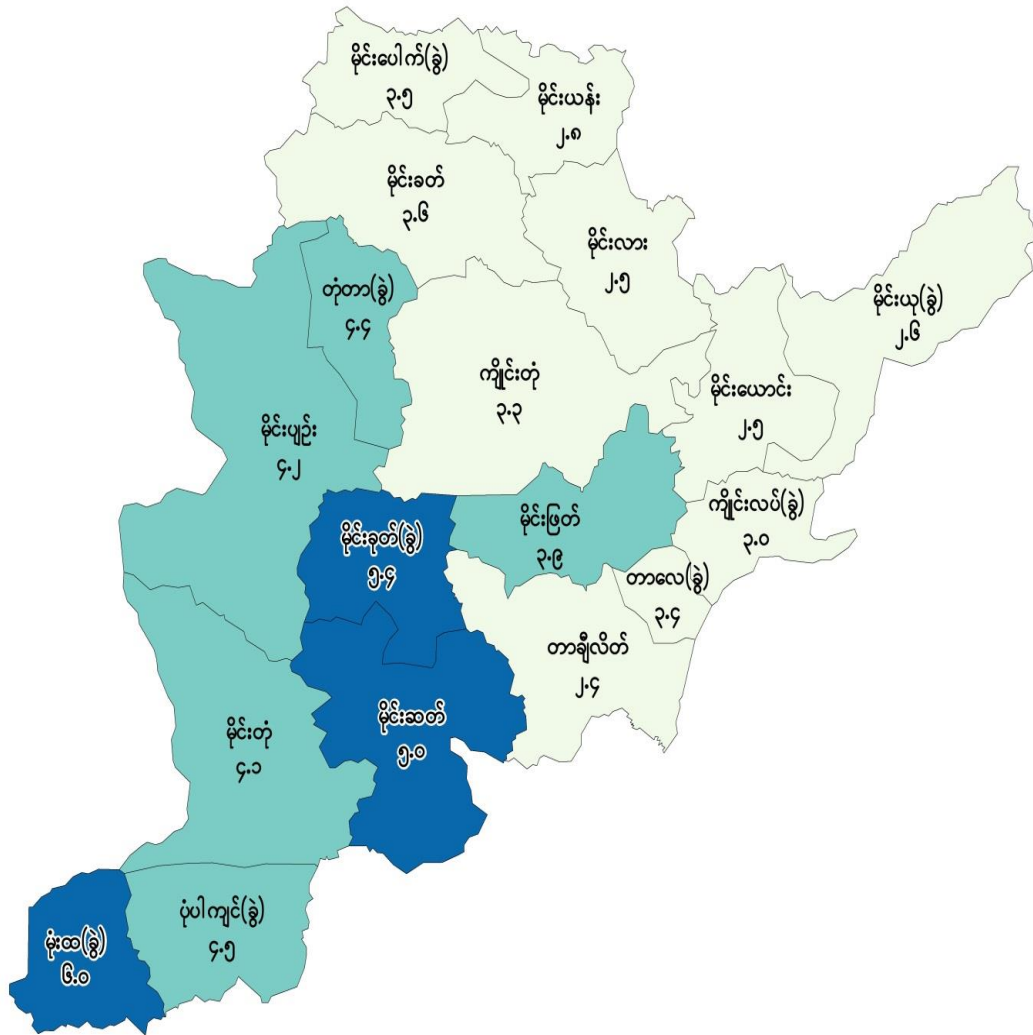 မိုင်းပေါက်(ခွဲ)
၃.၅
မိုင်းယန်း
၂.၈
မိုင်းခတ်
၃.၆
မိုင်းလား
၂.၅
တုံတာ(ခွဲ)
၄.၄
မိုင်းယု(ခွဲ)
၂.၆
ကျိုင်းတုံ
၃.၃
မိုင်းယောင်း
၂.၅
မိုင်းပျဉ်း
၄.၂
ကျိုင်းလပ်(ခွဲ)
၃.၀
မိုင်းဖြတ်
၃.၉
မိုင်းခုတ်(ခွဲ)
၅.၄
တာလေ(ခွဲ)
၃.၄
တာချီလိတ်
၂.၄
မိုင်းဆတ်
၅.၀
မိုင်းတုံ
၄.၁
ပုံပါကျင်(ခွဲ)
၄.၅
မုံးထ(ခွဲ)
၆.၀